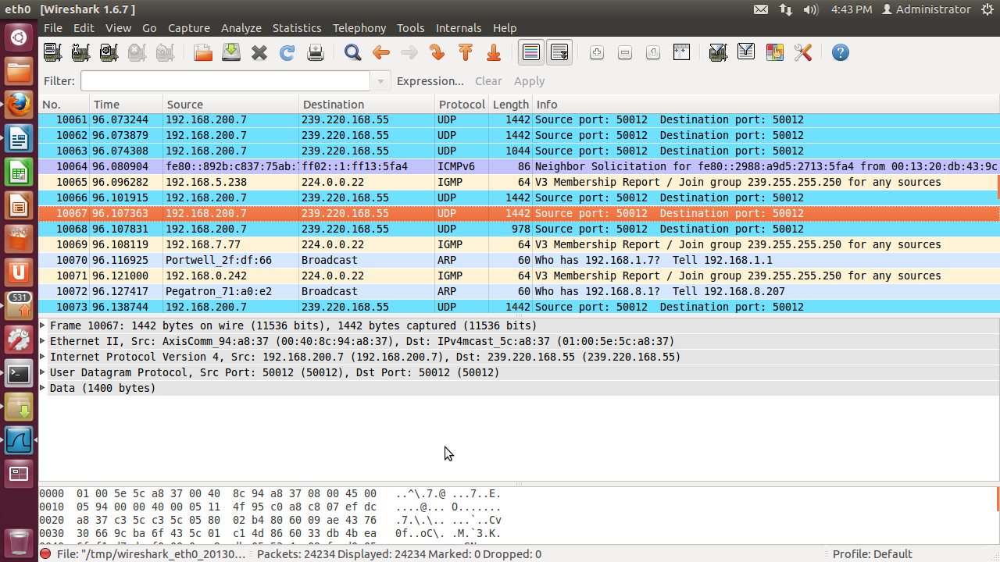 eth0 [Wireshark 1.6.7 ] 4:43 PM Administrator
File Edit View Go Capture Analyze Statistics Telephony Tools Internals Help
Filter: Expression... Clear Apply
No. Time Source Destination Protocol Length Info
10061 96.073244 192.168.200.7 239.220.168.55 UDP 1442 Source port: 50012 Destination port: 50012
10062 96.073879 192.168.200.7 239.220.168.55 UDP 1442 Source port: 50012 Destination port: 50012
10063 96.074308 192.168.200.7 239.220.168.55 UDP 1044 Source port: 50012 Destination port: 50012
10064 96.080904 fe80::892b:c837:75ab: ff02::1:ff13:5fa4 ICMPv6 86 Neighbor Solicitation for fe80::2988:a9d5:2713:5fa4 from 00:13:20:db:43:9c
10065 96.096282 192.168.5.238 224.0.0.22 IGMP 64 V3 Membership Report / Join group 239.255.255.250 for any sources
10066 96.101915 192.168.200.7 239.220.168.55 UDP 1442 Source port: 50012 Destination port: 50012
10067 96.107363 192.168.200.7 239.220.168.55 UDP 1442 Source port: 50012 Destination port: 50012
10068 96.107831 192.168.200.7 239.220.168.55 UDP 978 Source port: 50012 Destination port: 50012
10069 96.108119 192.168.7.77 224.0.0.22 IGMP 64 V3 Membership Report / Join group 239.255.255.250 for any sources
10070 96.116925 Portwell_2f:df:66 Broadcast ARP 60 Who has 192.168.1.7? Tell 192.168.1.1
10071 96.121000 192.168.0.242 224.0.0.22 IGMP 64 V3 Membership Report / Join group 239.255.255.250 for any sources
10072 96.127417 Pegatron_71:a0:e2 Broadcast ARP 60 Who has 192.168.8.1? Tell 192.168.8.207
10073 96.138744 192.168.200.7 239.220.168.55 UDP 1442 Source port: 50012 Destination port: 50012
531
Frame 10067: 1442 bytes on wire (11536 bits), 1442 bytes captured (11536 bits)
Ethernet II, Src: AxisComm_94:a8:37 (00:40:8c:94:a8:37), Dst: IPv4mcast_5c:a8:37 (01:00:5e:5c:a8:37)
Internet Protocol Version 4, Src: 192.168.200.7 (192.168.200.7), Dst: 239.220.168.55 (239.220.168.55)
User Datagram Protocol, Src Port: 50012 (50012), Dst Port: 50012 (50012)
Data (1400 bytes)
0000 01 00 5e 5c a8 37 00 40 8c 94 a8 37 08 00 45 00 ..^\.7.@ ...7..E.
0010 05 94 00 00 40 00 05 11 4f 95 c0 a8 c8 07 ef dc ....@... O.......
0020 a8 37 c3 5c c3 5c 05 80 02 b4 80 60 09 ae 43 76 .7.\.\.. ...`..Cv
0030 66 9c ba 6f 43 5c 01 c1 4d 86 60 33 db 4b ea 0f..oC\. .M.`3.K.
File: "/tmp/wireshark_eth0_20130... Packets: 24234 Displayed: 24234 Marked: 0 Dropped: 0 Profile: Default